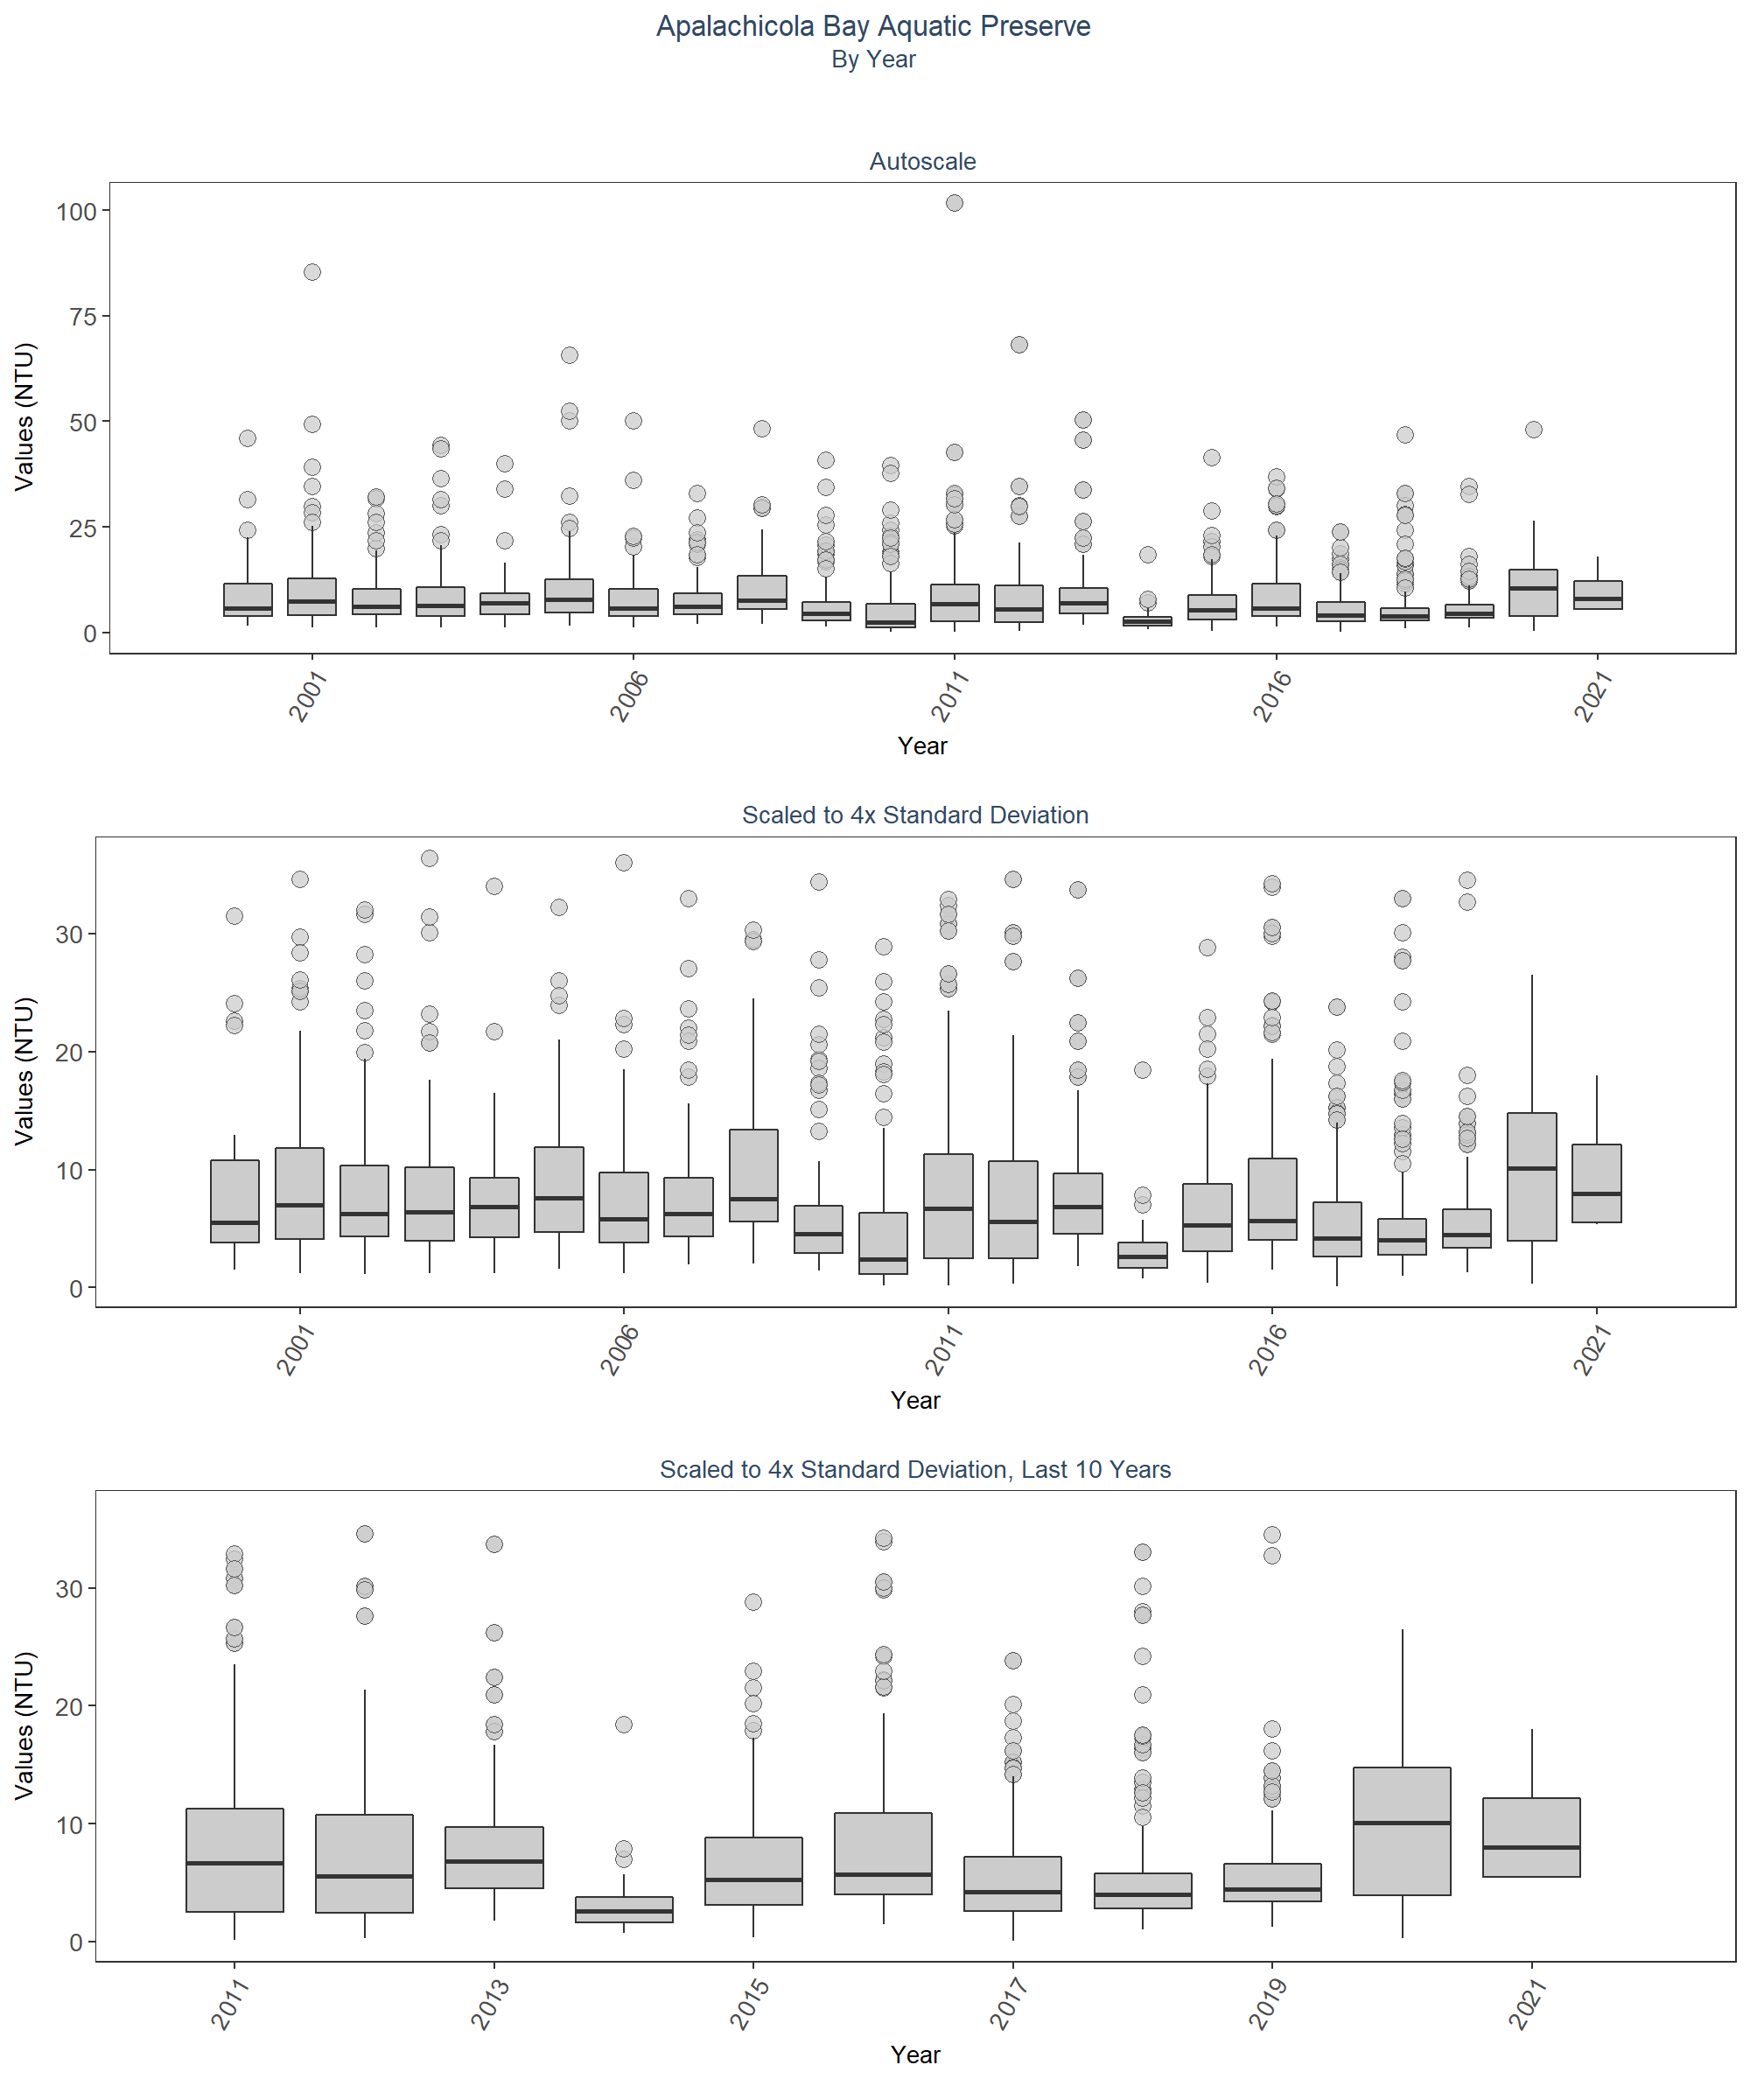 Apalachicola Bay Aquatic Preserve
By Year
Autoscale
Values (NTU)
100
75
50
25
0
2001
2006
2011
2016
2021
Year
Scaled to 4x Standard Deviation
Values (NTU)
30
20
10
0
2001
2006
2011
2016
2021
Year
Scaled to 4x Standard Deviation, Last 10 Years
Values (NTU)
30
20
10
0
2011
2013
2015
2017
2019
2021
Year